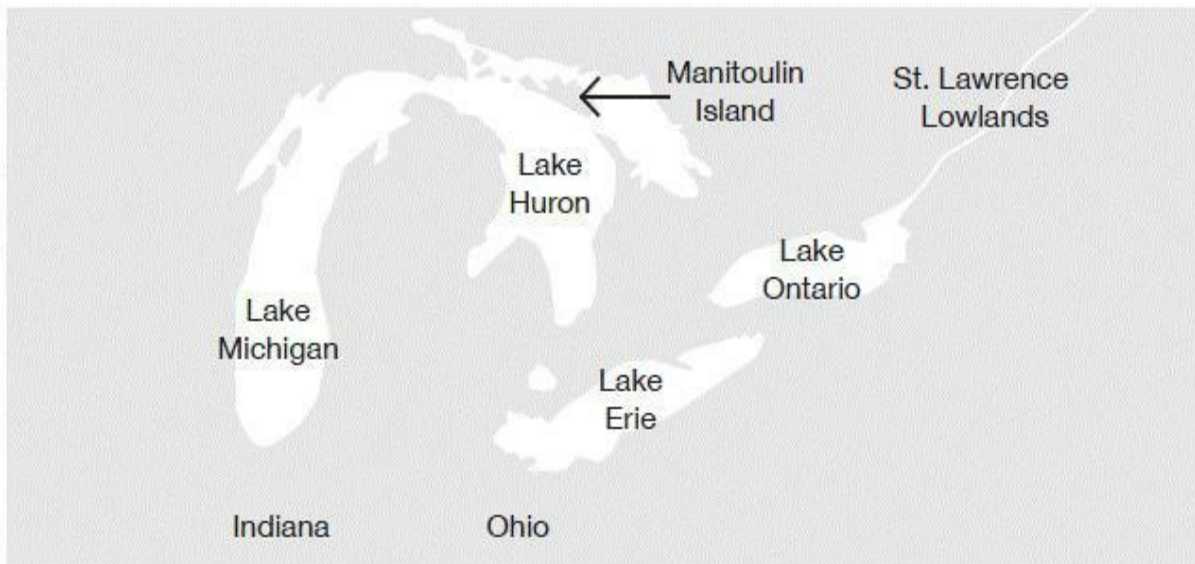 Manitoulin
Island
St. Lawrence
Lowlands
Lake
Huron
Lake
Ontario
Lake
Michigan
Lake
Erie
Indiana
Ohio